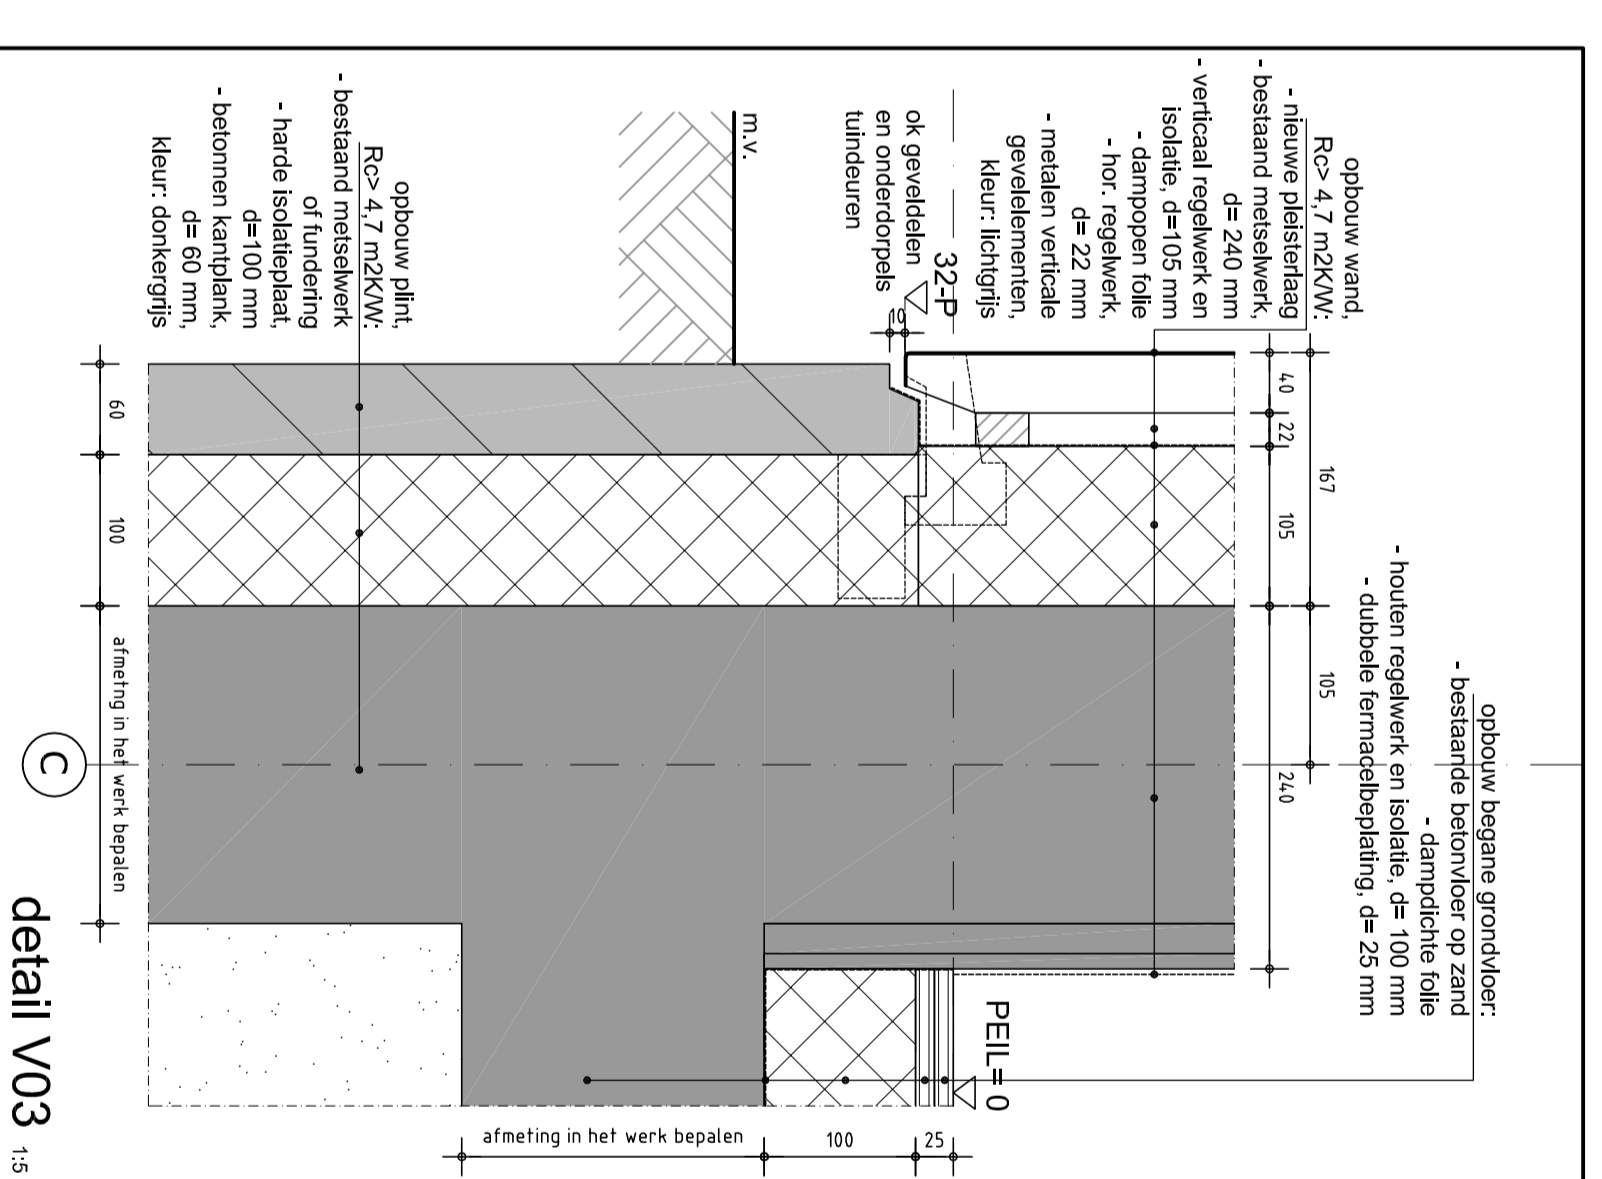 opbouw begane grondvloer:
- bestaande betonvloer op zand
- dampdichte folie
- houten regelwerk en isolatie, d= 100 mm
- dubbele fermacelbeplating, d= 25 mm
opbouw wand,
Rc> 4,7 m2K/W:
- nieuwe pleisterlaag
- bestaand metselwerk,
d= 240 mm
- verticaal regelwerk en
isolatie, d=105 mm
- dampopen folie
- hor. regelwerk,
d= 22 mm
- metalen verticale
gevelelementen,
kleur: lichtgrijs
167
105
40
22
105
240
32-P
ok geveldelen
en onderdorpels
tuindeuren
10
PEIL= 0
m.v.
25
100
afmeting in het werk bepalen
opbouw plint,
Rc> 4,7 m2K/W:
- bestaand metselwerk
of fundering
- harde isolatieplaat,
d=100 mm
- betonnen kantplank,
d= 60 mm,
kleur: donkergrijs
60
100
afmetng in het werk bepalen
C
detail V03
1:5